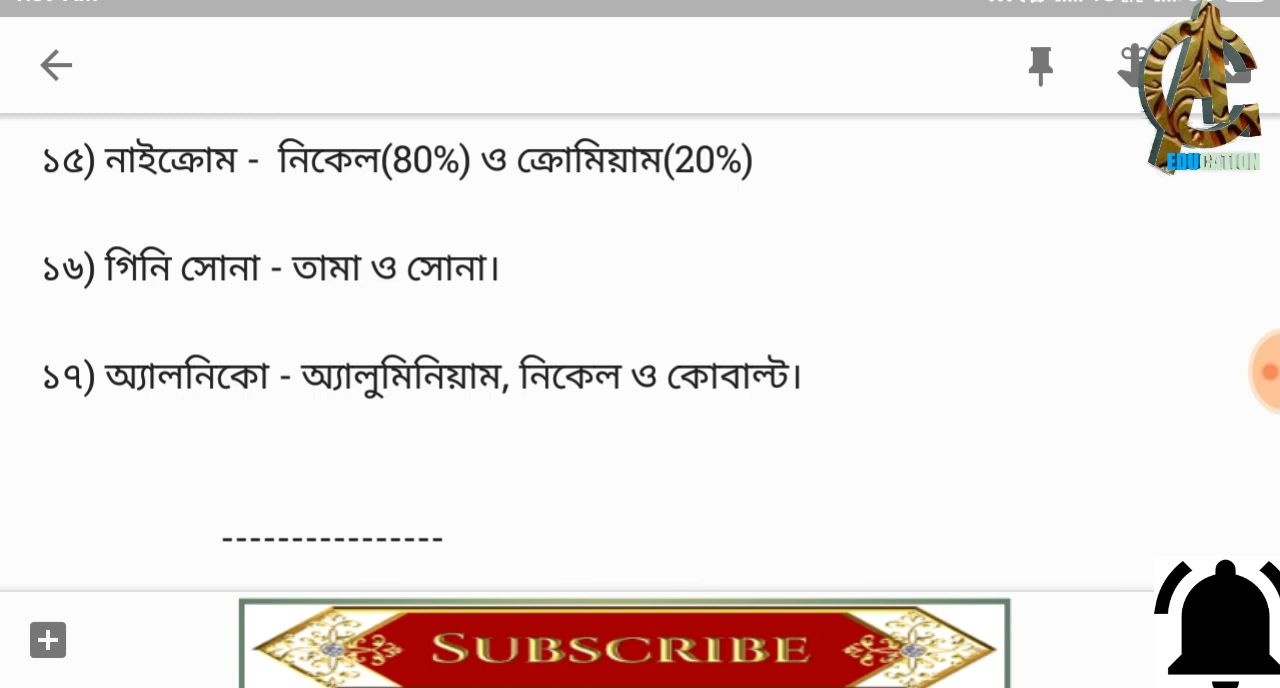 ১৫) নাইক্রোম - নিকেল(80%) ও ক্রোমিয়াম(20%)
EDUCATION
১৬) গিনি সোনা - তামা ও সোনা।
১৭) অ্যালনিকো - অ্যালুমিনিয়াম, নিকেল ও কোবাল্ট।
----------------
SUBSCRIBE